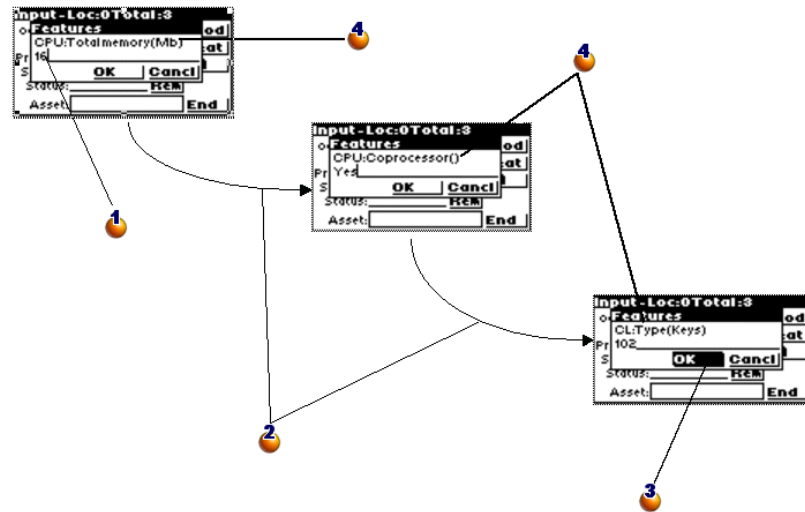 Input-Loc:0Total:3
Features od
CPU:Totalmemory(Mb) at
Pr 16
S OK Cancl
Status: Rem
Asset: End
4
4
1
Input-Loc:0Total:3
Features od
CPU:Coprocessor() at
Pr Yes
S OK Cancl
Status: Rem
Asset: End
2
Input-Loc:0Total:3
Features od
CL:Type(Keys) at
Pr 102
S OK Cancl
Status: Rem
Asset: End
3